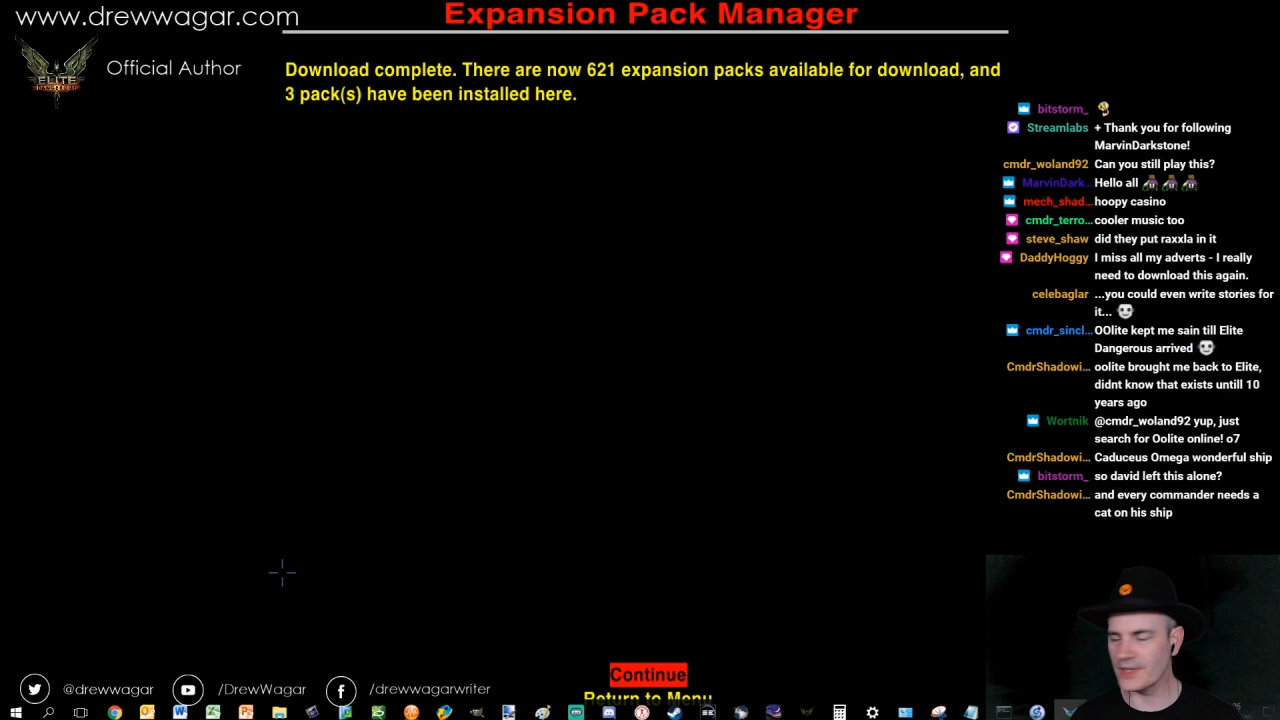 www.drewwagar.com
Expansion Pack Manager
ELITE
DANGEROUS
Official Author
Download complete. There are now 621 expansion packs available for download, and
3 pack(s) have been installed here.
bitstorm_
Streamlabs + Thank you for following
MarvinDarkstone!
cmdr_woland92 Can you still play this?
MarvinDark... Hello all
mech_shad... hoopy casino
cmdr_terro... cooler music too
steve_shaw did they put raxxla in it
DaddyHoggy I miss all my adverts - I really
need to download this again.
celebaglar ...you could even write stories for
it...
cmdr_sincl... OOlite kept me sain till Elite
Dangerous arrived
CmdrShadowi... oolite brought me back to Elite,
didnt know that exists untill 10
years ago
Wortnik @cmdr_woland92 yup, just
search for Oolite online! o7
CmdrShadowi... Caduceus Omega wonderful ship
bitstorm_ so david left this alone?
CmdrShadowi... and every commander needs a
cat on his ship
Continue
Return to Menu
@drewwagar /DrewWagar /drewwagarwriter